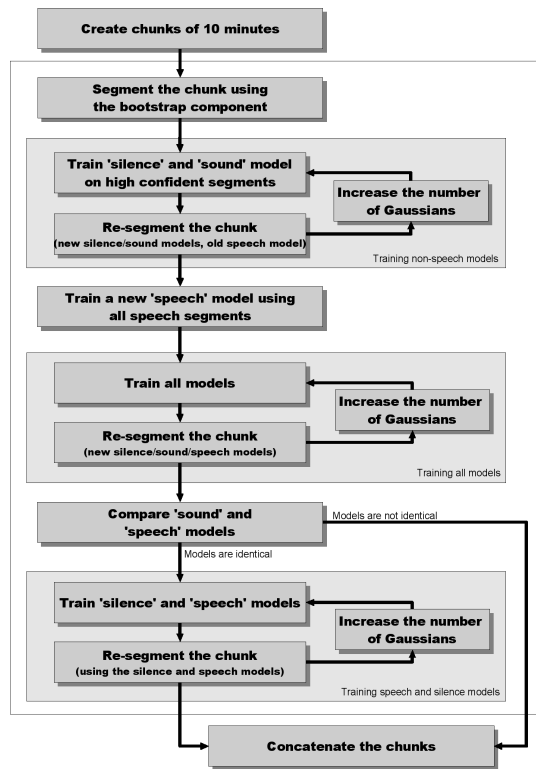 Create chunks of 10 minutes
Segment the chunk using
the bootstrap component
Train 'silence' and 'sound' model
on high confident segments
Increase the number
of Gaussians
Re-segment the chunk
(new silence/sound models, old speech model)
Training non-speech models
Train a new 'speech' model using
all speech segments
Train all models
Increase the number
of Gaussians
Re-segment the chunk
(new silence/sound/speech models)
Training all models
Compare 'sound' and
'speech' models
Models are not identical
Models are identical
Train 'silence' and 'speech' models
Increase the number
of Gaussians
Re-segment the chunk
(using the silence and speech models)
Training speech and silence models
Concatenate the chunks